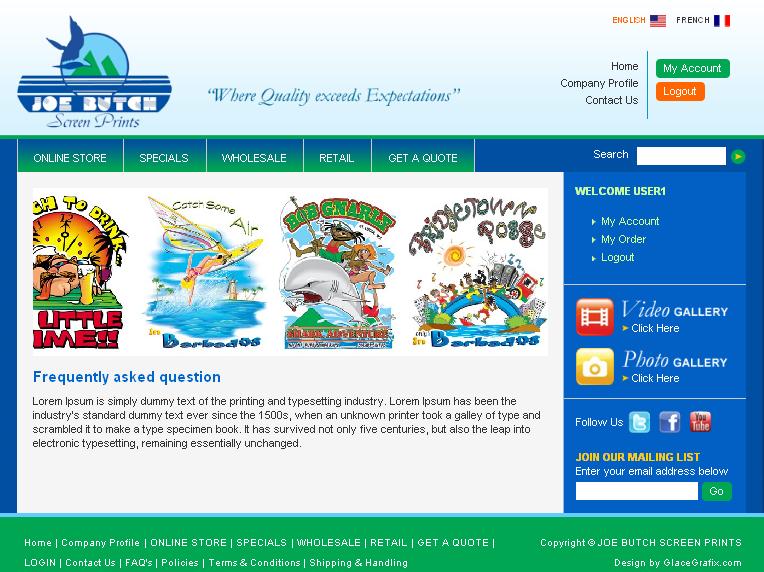 ENGLISH FRENCH
JOE BUTCH
Screen Prints
"Where Quality exceeds Expectations"
Home
Company Profile
Contact Us
My Account
Logout
ONLINE STORE SPECIALS WHOLESALE RETAIL GET A QUOTE
Search
GH TO DRINK...
LITTLE
IME!!
Catch Some
Air
Barbados
BOB GNARLY
SHARK ADVENTURES
Bridgetown
Posse
Barbados
WELCOME USER1
My Account
My Order
Logout
Video GALLERY
Click Here
Photo GALLERY
Click Here
Follow Us
You
Tube
JOIN OUR MAILING LIST
Enter your email address below
Go
Frequently asked question
Lorem Ipsum is simply dummy text of the printing and typesetting industry. Lorem Ipsum has been the
industry's standard dummy text ever since the 1500s, when an unknown printer took a galley of type and
scrambled it to make a type specimen book. It has survived not only five centuries, but also the leap into
electronic typesetting, remaining essentially unchanged.
Home | Company Profile | ONLINE STORE | SPECIALS | WHOLESALE | RETAIL | GET A QUOTE |
LOGIN | Contact Us | FAQ's | Policies | Terms & Conditions | Shipping & Handling
Copyright © JOE BUTCH SCREEN PRINTS
Design by GlaceGrafix.com